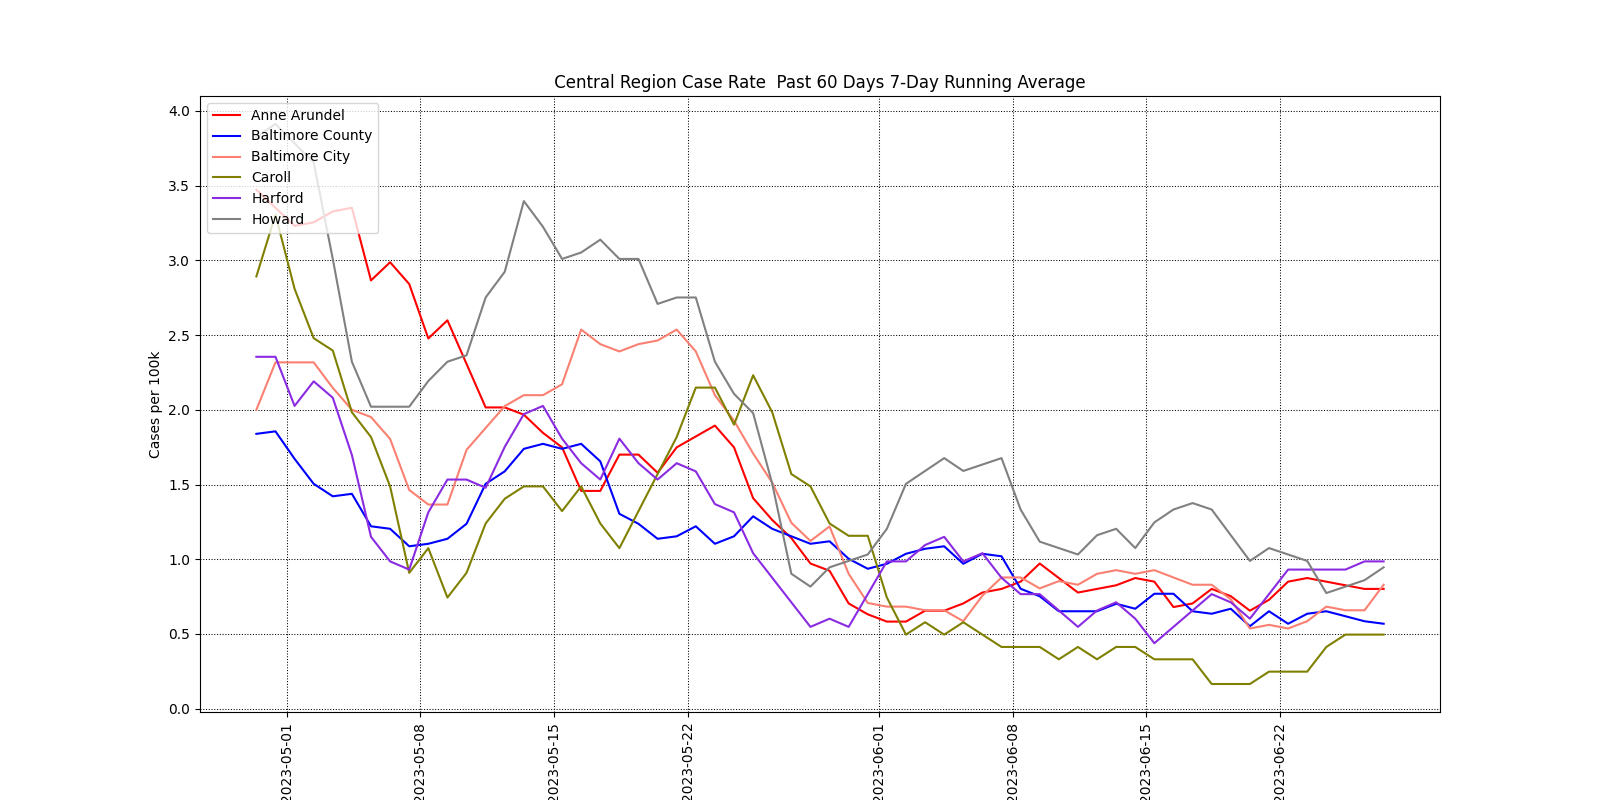 Central Region Case Rate  Past 60 Days 7-Day Running Average
4.0
3.5
3.0
2.5
2.0
1.5
1.0
0.5
0.0
Cases per 100k
Anne Arundel
Baltimore County
Baltimore City
Caroll
Harford
Howard
2023-05-01
2023-05-08
2023-05-15
2023-05-22
2023-06-01
2023-06-08
2023-06-15
2023-06-22